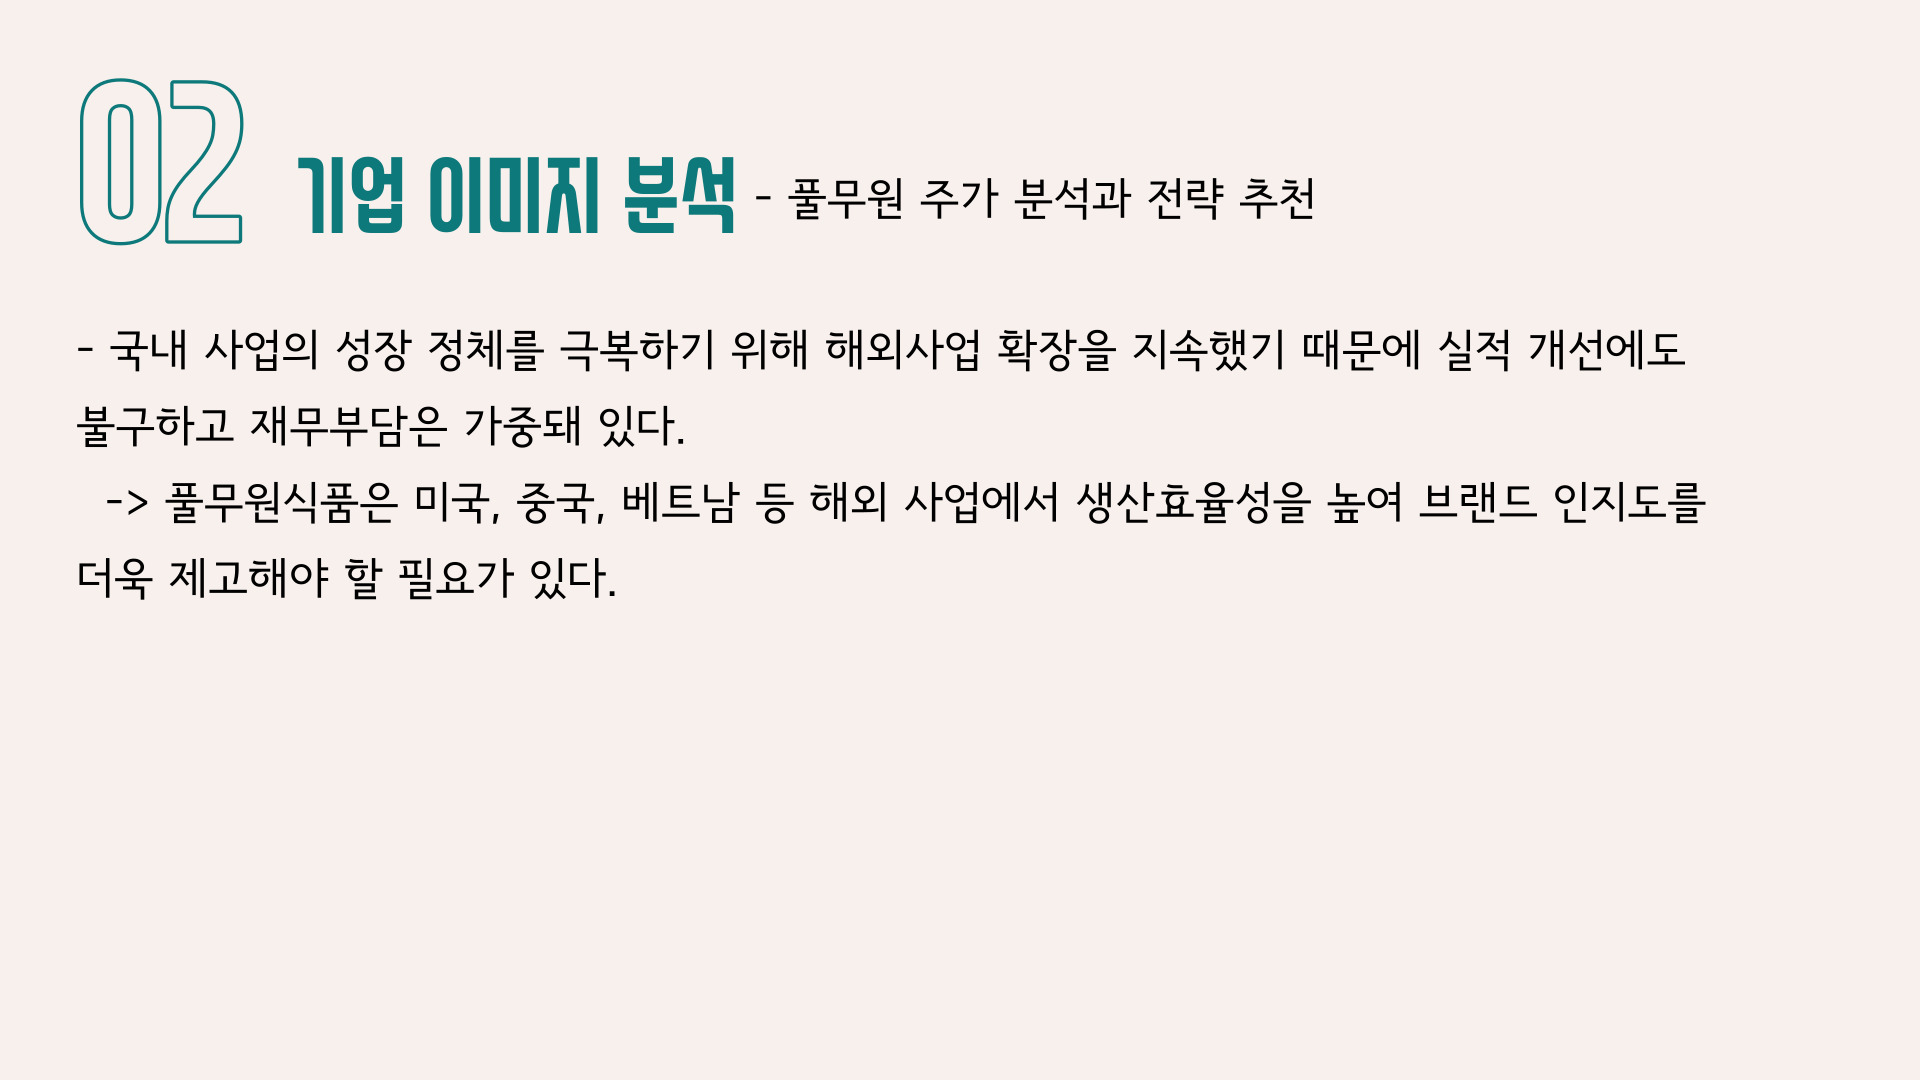 02 기업 이미지 분석 - 풀무원 주가 분석과 전략 추천
- 국내 사업의 성장 정체를 극복하기 위해 해외사업 확장을 지속했기 때문에 실적 개선에도
불구하고 재무부담은 가중돼 있다.
-> 풀무원식품은 미국, 중국, 베트남 등 해외 사업에서 생산효율성을 높여 브랜드 인지도를
더욱 제고해야 할 필요가 있다.